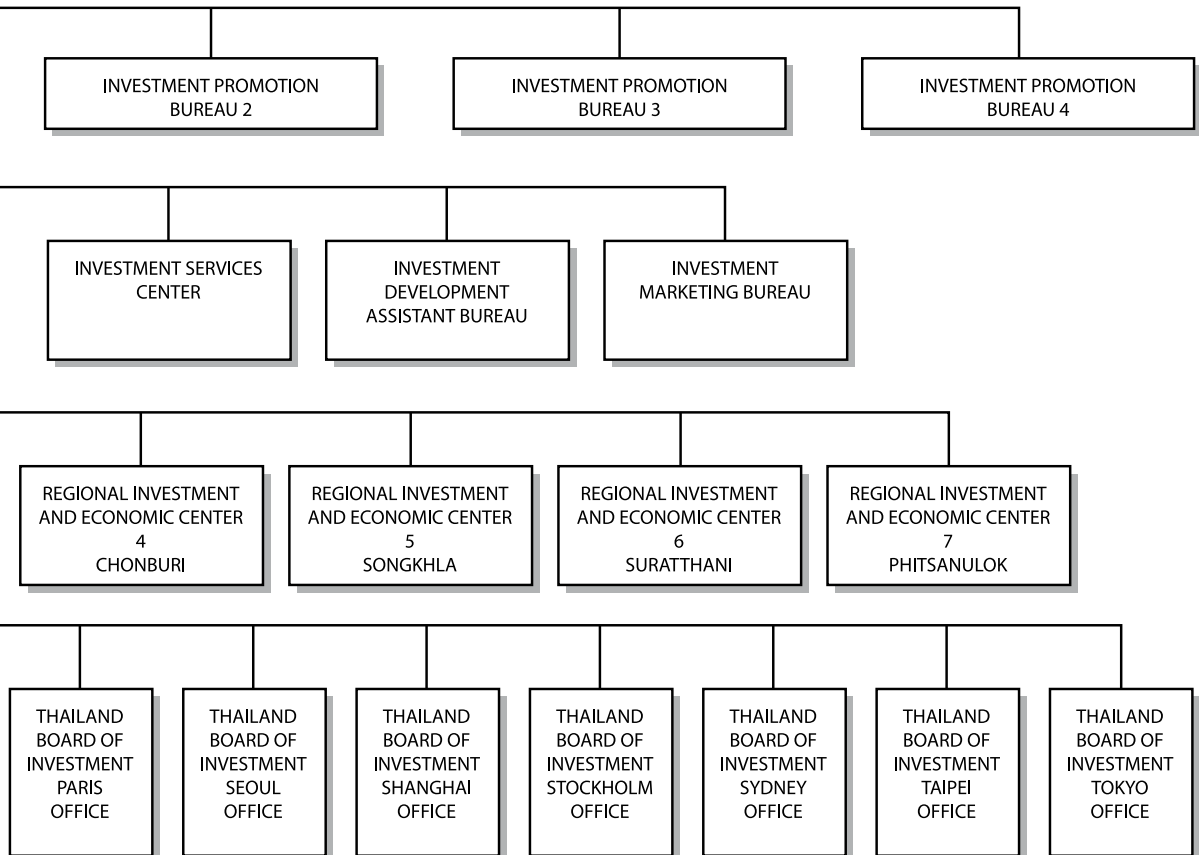 INVESTMENT PROMOTION
BUREAU 2
INVESTMENT PROMOTION
BUREAU 3
INVESTMENT PROMOTION
BUREAU 4
INVESTMENT SERVICES
CENTER
INVESTMENT
DEVELOPMENT
ASSISTANT BUREAU
INVESTMENT
MARKETING BUREAU
REGIONAL INVESTMENT
AND ECONOMIC CENTER
4
CHONBURI
REGIONAL INVESTMENT
AND ECONOMIC CENTER
5
SONGKHLA
REGIONAL INVESTMENT
AND ECONOMIC CENTER
6
SURATTHANI
REGIONAL INVESTMENT
AND ECONOMIC CENTER
7
PHITSANULOK
THAILAND
BOARD OF
INVESTMENT
PARIS
OFFICE
THAILAND
BOARD OF
INVESTMENT
SEOUL
OFFICE
THAILAND
BOARD OF
INVESTMENT
SHANGHAI
OFFICE
THAILAND
BOARD OF
INVESTMENT
STOCKHOLM
OFFICE
THAILAND
BOARD OF
INVESTMENT
SYDNEY
OFFICE
THAILAND
BOARD OF
INVESTMENT
TAIPEI
OFFICE
THAILAND
BOARD OF
INVESTMENT
TOKYO
OFFICE